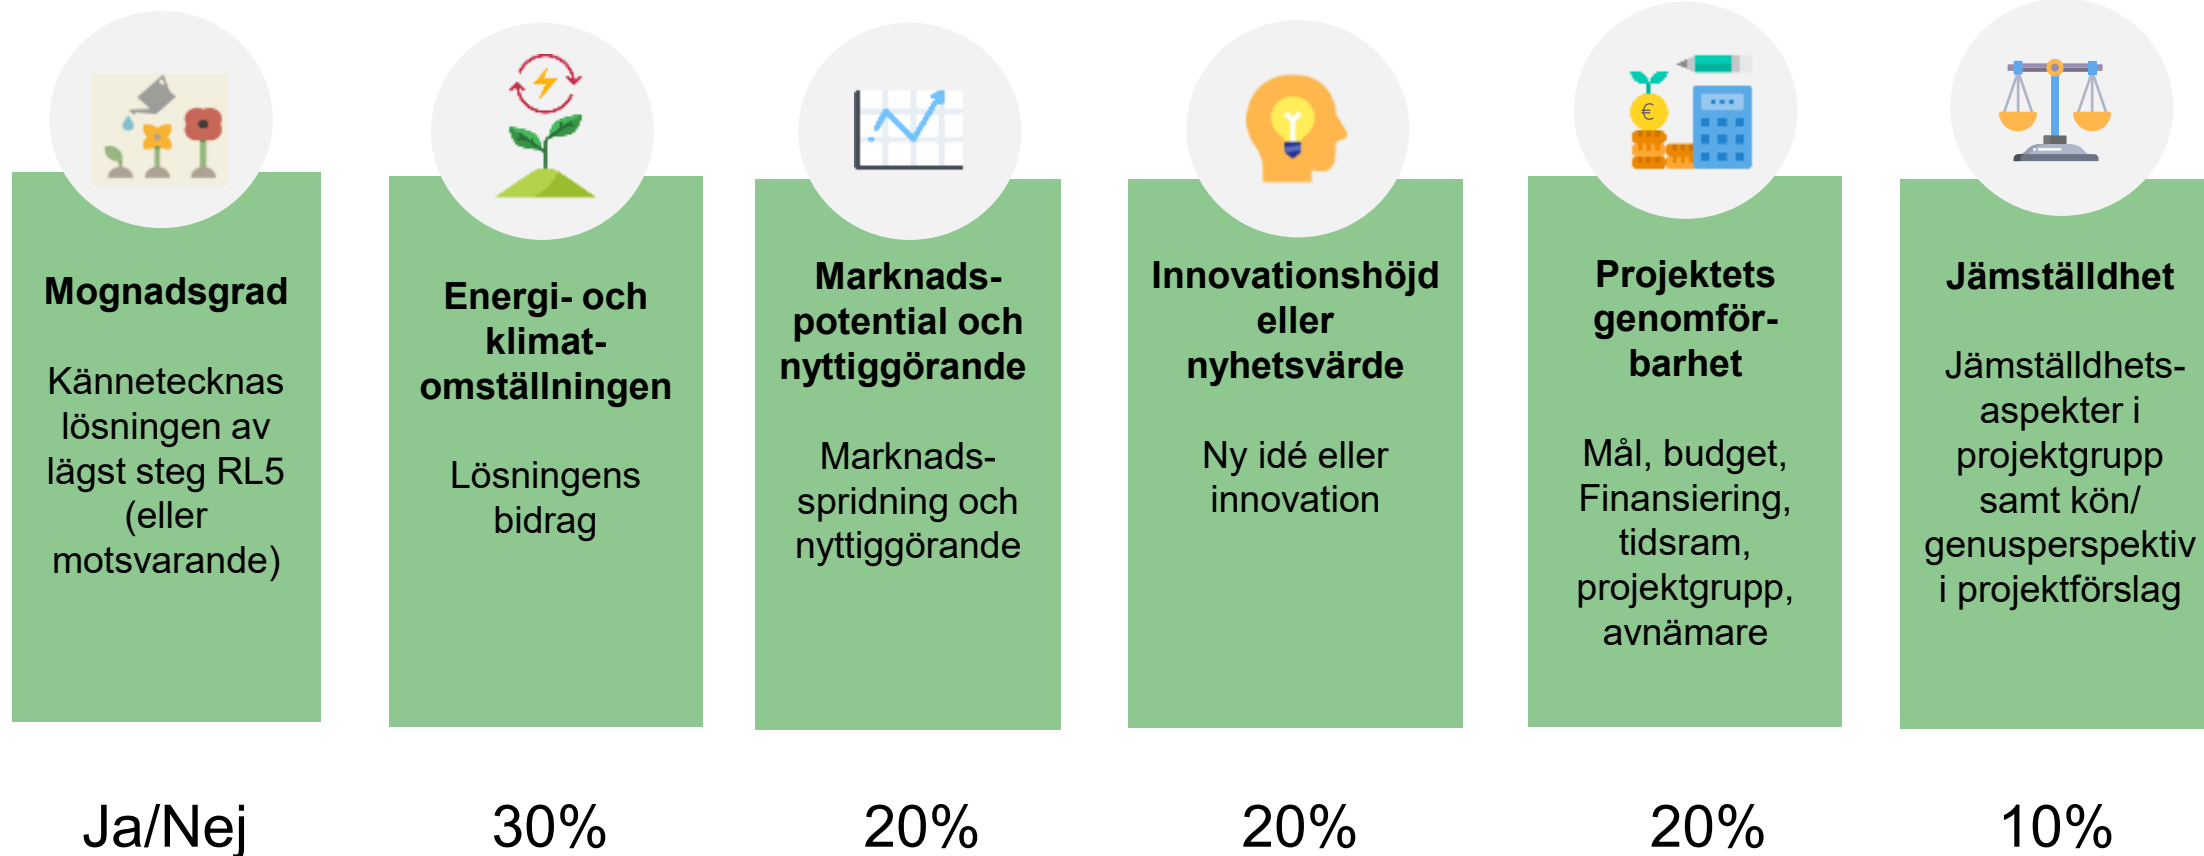 Mognadsgrad
Kännetecknas
lösningen av
lägst steg RL5
(eller
motsvarande)
Ja/Nej
Energi- och
klimat-
omställningen
Lösningens
bidrag
30%
Marknads-
potential och
nyttiggörande
Marknads-
spridning och
nyttiggörande
20%
Innovationshöjd
eller
nyhetsvärde
Ny idé eller
innovation
20%
Projektets
genomför-
barhet
Mål, budget,
Finansiering,
tidsram,
projektgrupp,
avnämare
20%
Jämställdhet
Jämställdhets-
aspekter i
projektgrupp
samt kön/
genusperspektiv
i projektförslag
10%